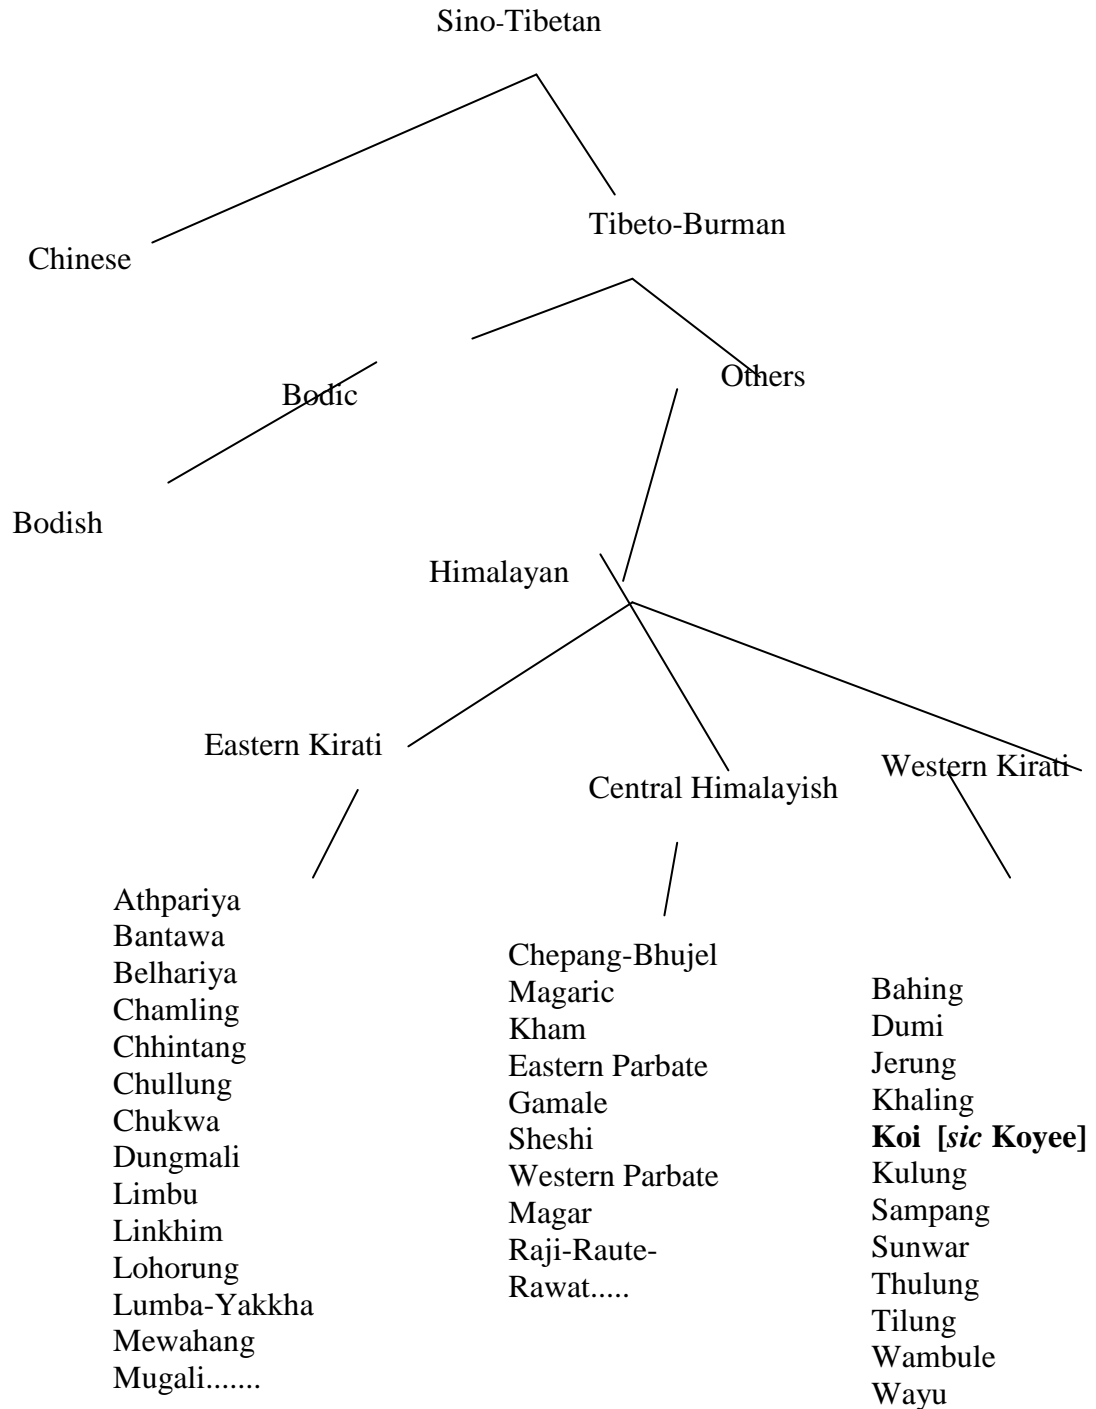 Sino-Tibetan
Tibeto-Burman
Chinese
Others
Bodic
Bodish
Himalayan
Eastern Kirati
Western Kirati
Central Himalayish
Athpariya
Bantawa
Belhariya
Chamling
Chhintang
Chullung
Chukwa
Dungmali
Limbu
Linkhim
Lohorung
Lumba-Yakkha
Mewahang
Mugali.......
Chepang-Bhujel
Magaric
Kham
Eastern Parbate
Gamale
Sheshi
Western Parbate
Magar
Raji-Raute-
Rawat.....
Bahing
Dumi
Jerung
Khaling
Koi [sic Koyee]
Kulung
Sampang
Sunwar
Thulung
Tilung
Wambule
Wayu